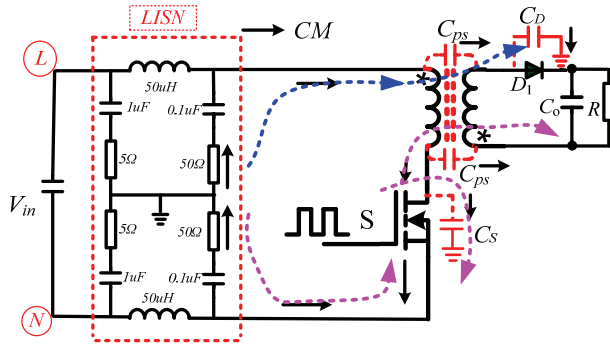 LISN
CM
C_ps
C_D
L
50uH
1uF
0.1uF
*
D_1
C_o
R
5Ω
50Ω
*
C_ps
V_in
5Ω
50Ω
S
C_S
1uF
0.1uF
50uH
N